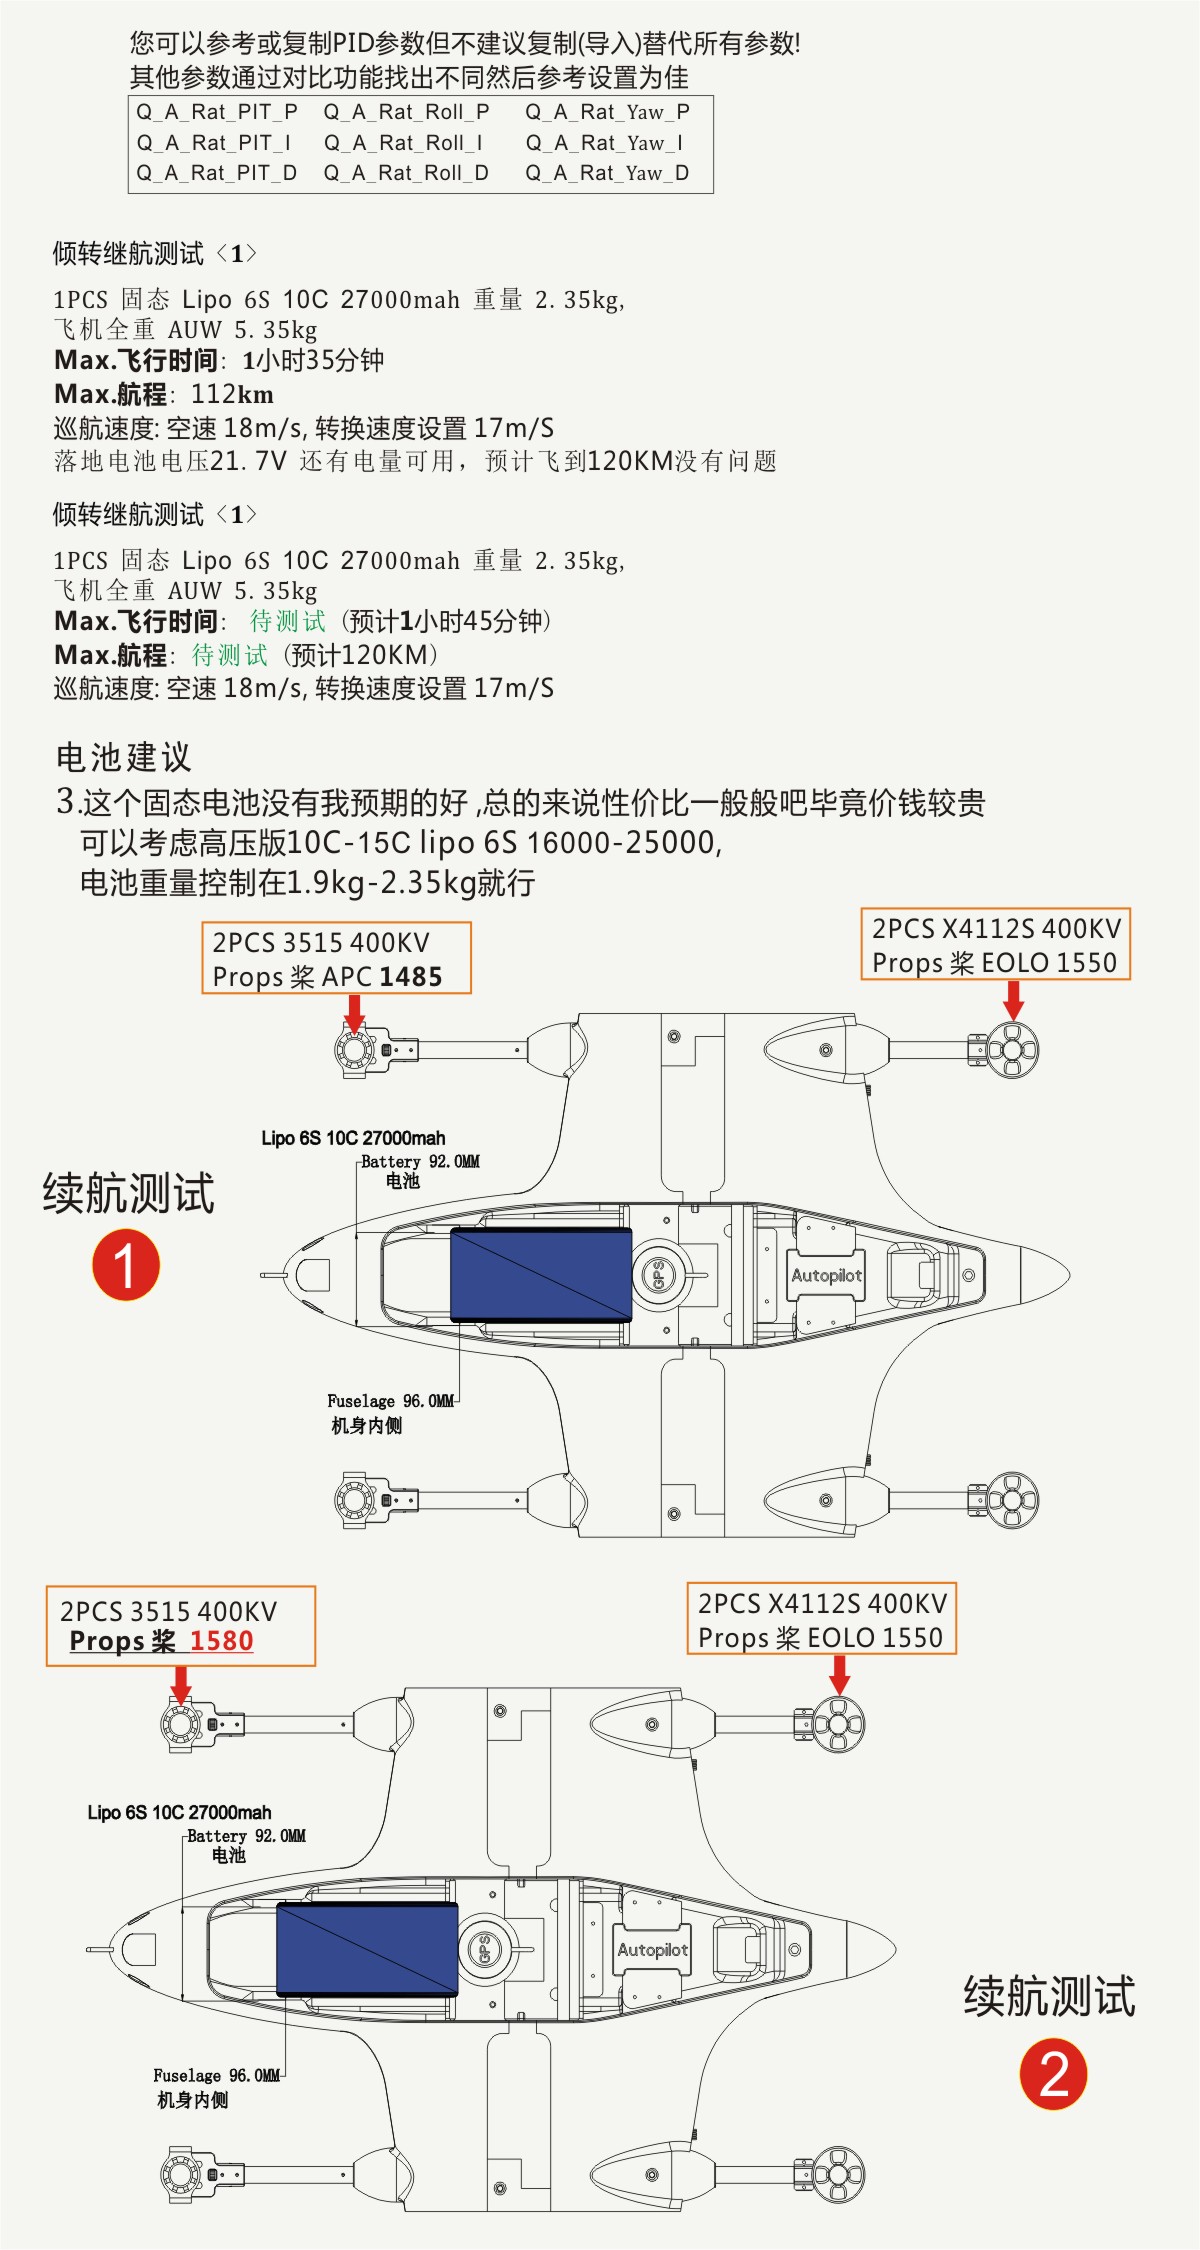 您可以参考或复制PID参数但不建议复制(导入)替代所有参数!
其他参数通过对比功能找出不同然后参考设置为佳
Q_A_Rat_PIT_P Q_A_Rat_Roll_P Q_A_Rat_Yaw_P
Q_A_Rat_PIT_I Q_A_Rat_Roll_I Q_A_Rat_Yaw_I
Q_A_Rat_PIT_D Q_A_Rat_Roll_D Q_A_Rat_Yaw_D
倾转继航测试〈1〉
1PCS 固态 Lipo 6S 10C 27000mah 重量 2.35kg,
飞机全重 AUW 5.35kg
Max.飞行时间: 1小时35分钟
Max.航程: 112km
巡航速度: 空速 18m/s, 转换速度设置 17m/S
落地电池电压21.7V 还有电量可用, 预计飞到120KM没有问题
倾转继航测试〈1〉
1PCS 固态 Lipo 6S 10C 27000mah 重量 2.35kg,
飞机全重 AUW 5.35kg
Max.飞行时间: 待测试 (预计1小时45分钟)
Max.航程: 待测试 (预计120KM)
巡航速度: 空速 18m/s, 转换速度设置 17m/S
电池建议
3.这个固态电池没有我预期的好,总的来说性价比一般般吧毕竟价钱较贵
可以考虑高压版10C-15C lipo 6S 16000-25000,
电池重量控制在1.9kg-2.35kg就行
2PCS 3515 400KV
Props 桨 APC 1485
2PCS X4112S 400KV
Props 桨 EOLO 1550
Lipo 6S 10C 27000mah
Battery 92.0MM
电池
续航测试
1
GPS
Autopilot
Fuselage 96.0MM
机身内侧
2PCS 3515 400KV
Props 桨 1580
2PCS X4112S 400KV
Props 桨 EOLO 1550
Lipo 6S 10C 27000mah
Battery 92.0MM
电池
GPS
Autopilot
续航测试
2
Fuselage 96.0MM
机身内侧